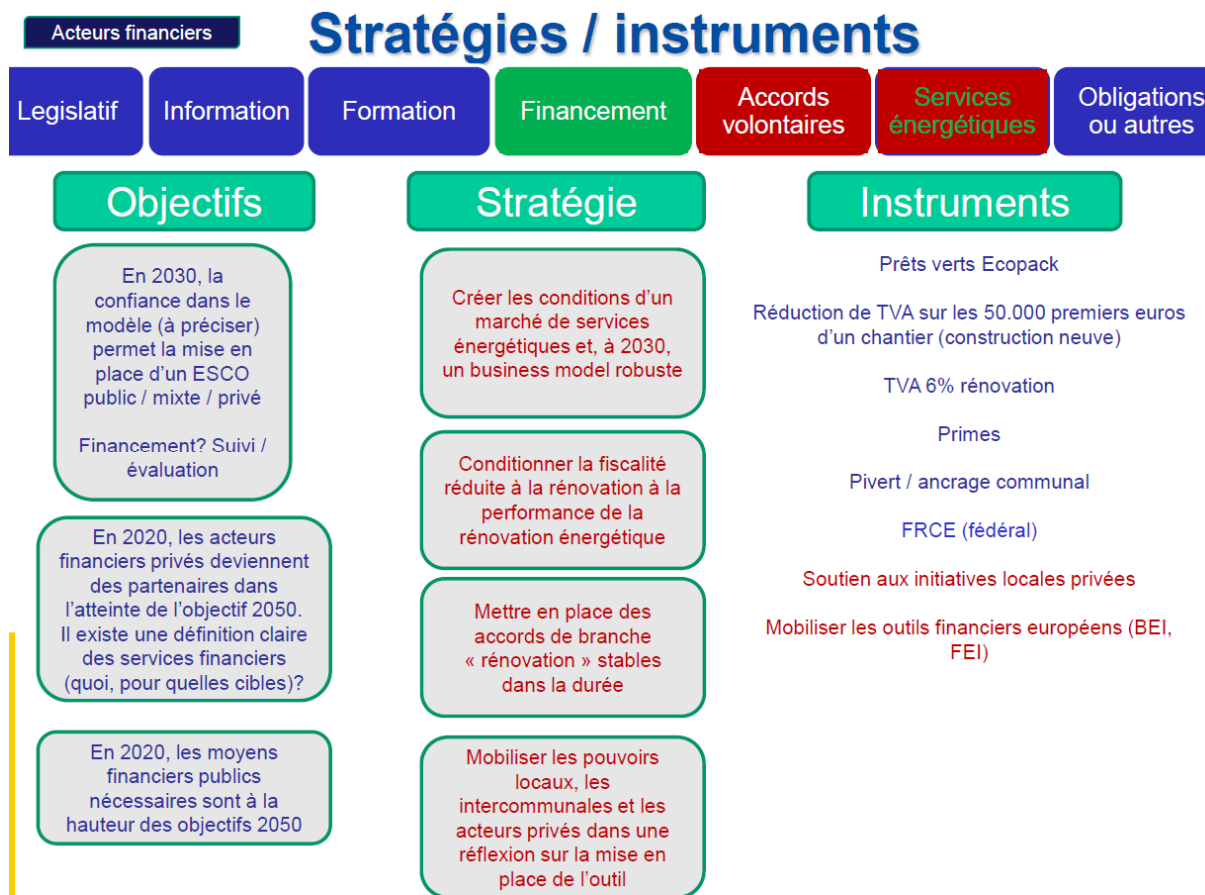 Acteurs financiers
Stratégies / instruments
Legislatif
Information
Formation
Financement
Accords
volontaires
Services
énergétiques
Obligations
ou autres
Objectifs
En 2030, la
confiance dans le
modèle (à préciser)
permet la mise en
place d'un ESCO
public / mixte / privé
Financement? Suivi /
évaluation
En 2020, les acteurs
financiers privés deviennent
des partenaires dans
l'atteinte de l'objectif 2050.
Il existe une définition claire
des services financiers
(quoi, pour quelles cibles)?
En 2020, les moyens
financiers publics
nécessaires sont à la
hauteur des objectifs 2050
Stratégie
Créer les conditions d'un
marché de services
énergétiques et, à 2030,
un business model robuste
Conditionner la fiscalité
réduite à la rénovation à la
performance de la
rénovation énergétique
Mettre en place des
accords de branche
« rénovation » stables
dans la durée
Mobiliser les pouvoirs
locaux, les
intercommunales et les
acteurs privés dans une
réflexion sur la mise en
place de l'outil
Instruments
Prêts verts Ecopack
Réduction de TVA sur les 50.000 premiers euros
d'un chantier (construction neuve)
TVA 6% rénovation
Primes
Pivert / ancrage communal
FRCE (fédéral)
Soutien aux initiatives locales privées
Mobiliser les outils financiers européens (BEI,
FEI)